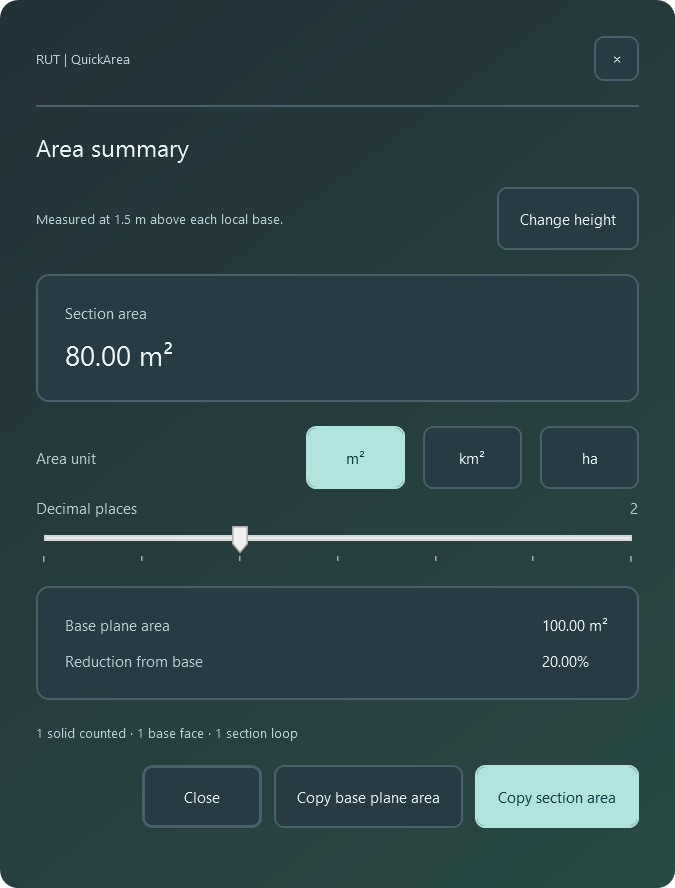 RUT | QuickArea
×
Area summary
Measured at 1.5 m above each local base.
Change height
Section area
80.00 m²
Area unit
m²
km²
ha
Decimal places
2
Base plane area
100.00 m²
Reduction from base
20.00%
1 solid counted · 1 base face · 1 section loop
Close
Copy base plane area
Copy section area